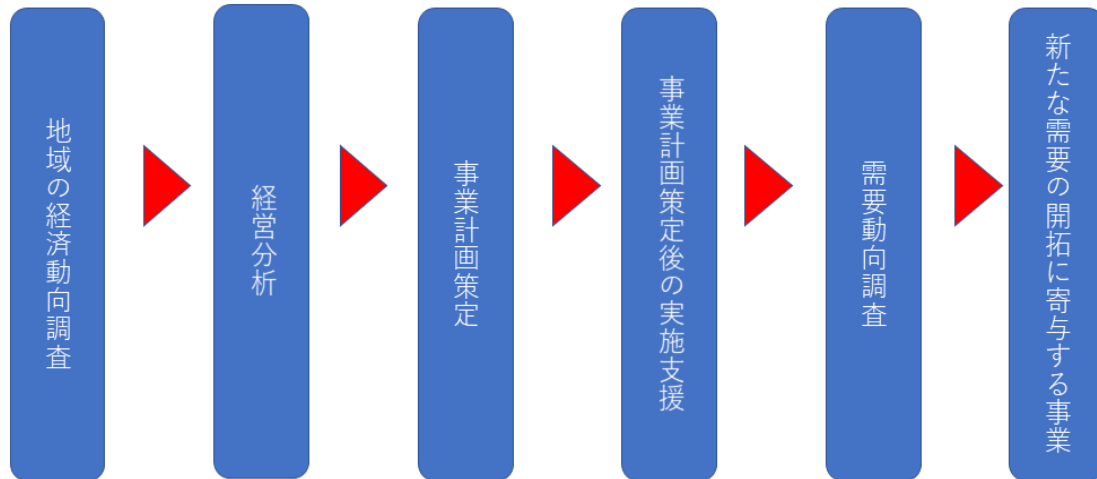 地域の経済動向調査
経営分析
事業計画策定
事業計画策定後の実施支援
需要動向調査
新たな需要の開拓に寄与する事業